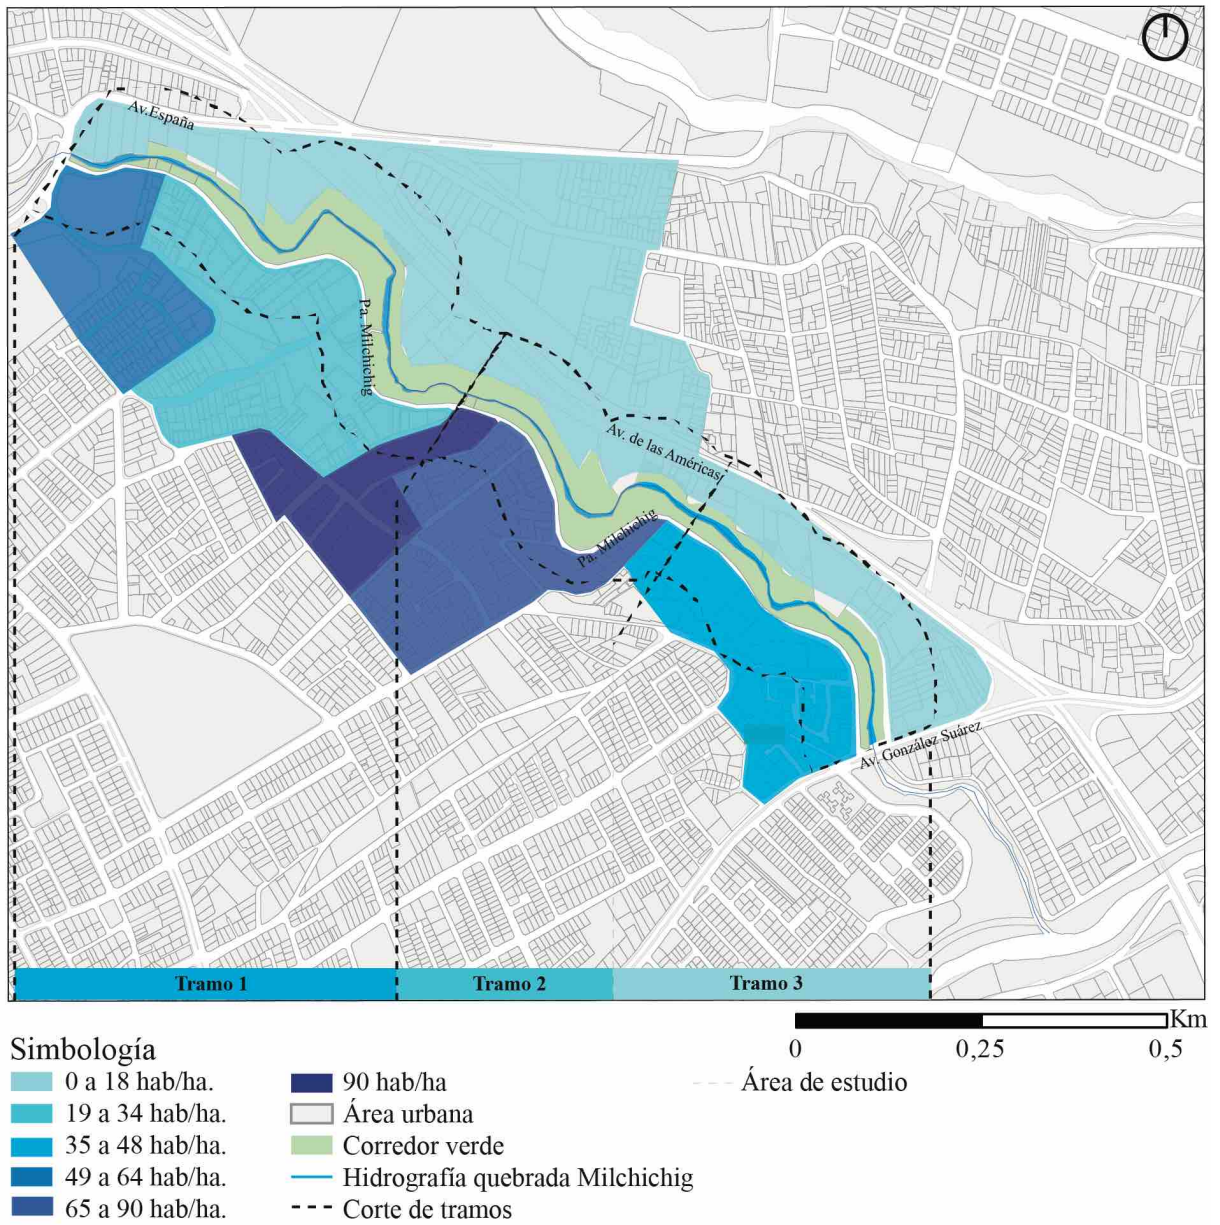 Av.España
Pa. Milchichig
Av. de las Américas
Pa. Milchichig
Av. González Suárez
Tramo 1
Tramo 2
Tramo 3
Km
0
0,25
0,5
Simbología
0 a 18 hab/ha.
19 a 34 hab/ha.
35 a 48 hab/ha.
49 a 64 hab/ha.
65 a 90 hab/ha.
90 hab/ha
Área urbana
Corredor verde
Hidrografía quebrada Milchichig
Corte de tramos
Área de estudio